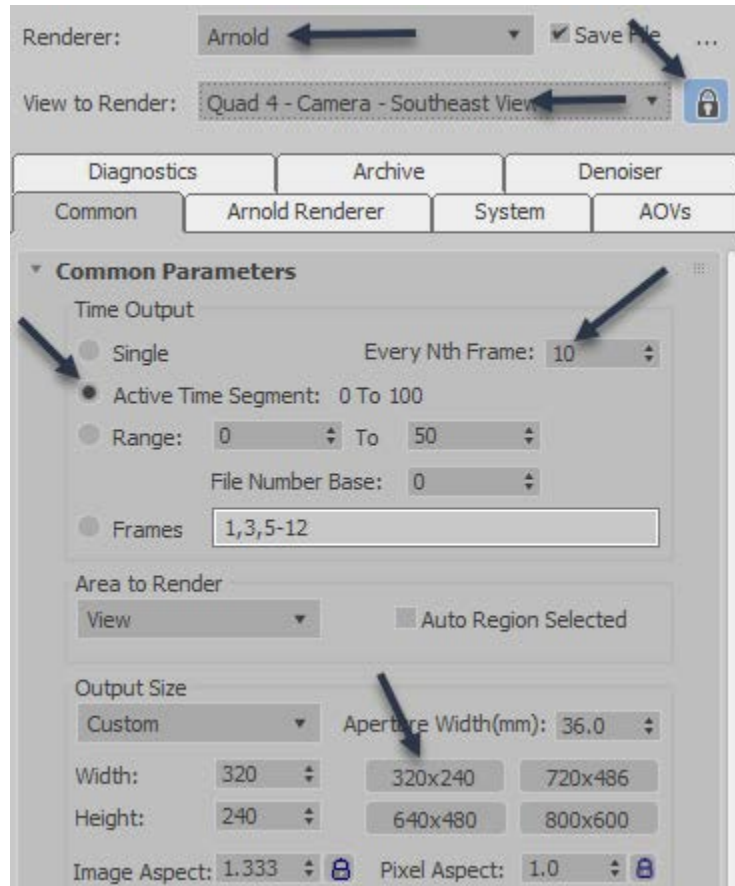 Renderer: Arnold Save File ...
View to Render: Quad 4 - Camera - Southeast View
Diagnostics Archive Denoiser
Common Arnold Renderer System AOVs
Common Parameters
Time Output
Single Every Nth Frame: 10
Active Time Segment: 0 To 100
Range: 0 To 50
File Number Base: 0
Frames 1,3,5-12
Area to Render
View Auto Region Selected
Output Size
Custom Aperture Width(mm): 36.0
Width: 320 320x240 720x486
Height: 240 640x480 800x600
Image Aspect: 1.333 Pixel Aspect: 1.0